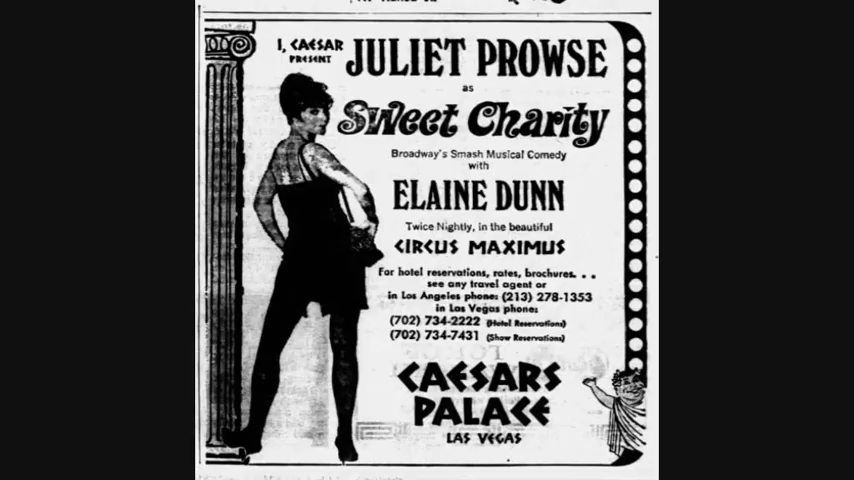 I, CAESAR
PRESENT
JULIET PROWSE
as
Sweet Charity
Broadway's Smash Musical Comedy
with
ELAINE DUNN
Twice Nightly, in the beautiful
CIRCUS MAXIMUS
For hotel reservations, rates, brochures. . .
see any travel agent or
in Los Angeles phone: (213) 278-1353
in Las Vegas phone:
(702) 734-2222 (Hotel Reservations)
(702) 734-7431 (Show Reservations)
CAESARS
PALACE
LAS VEGAS